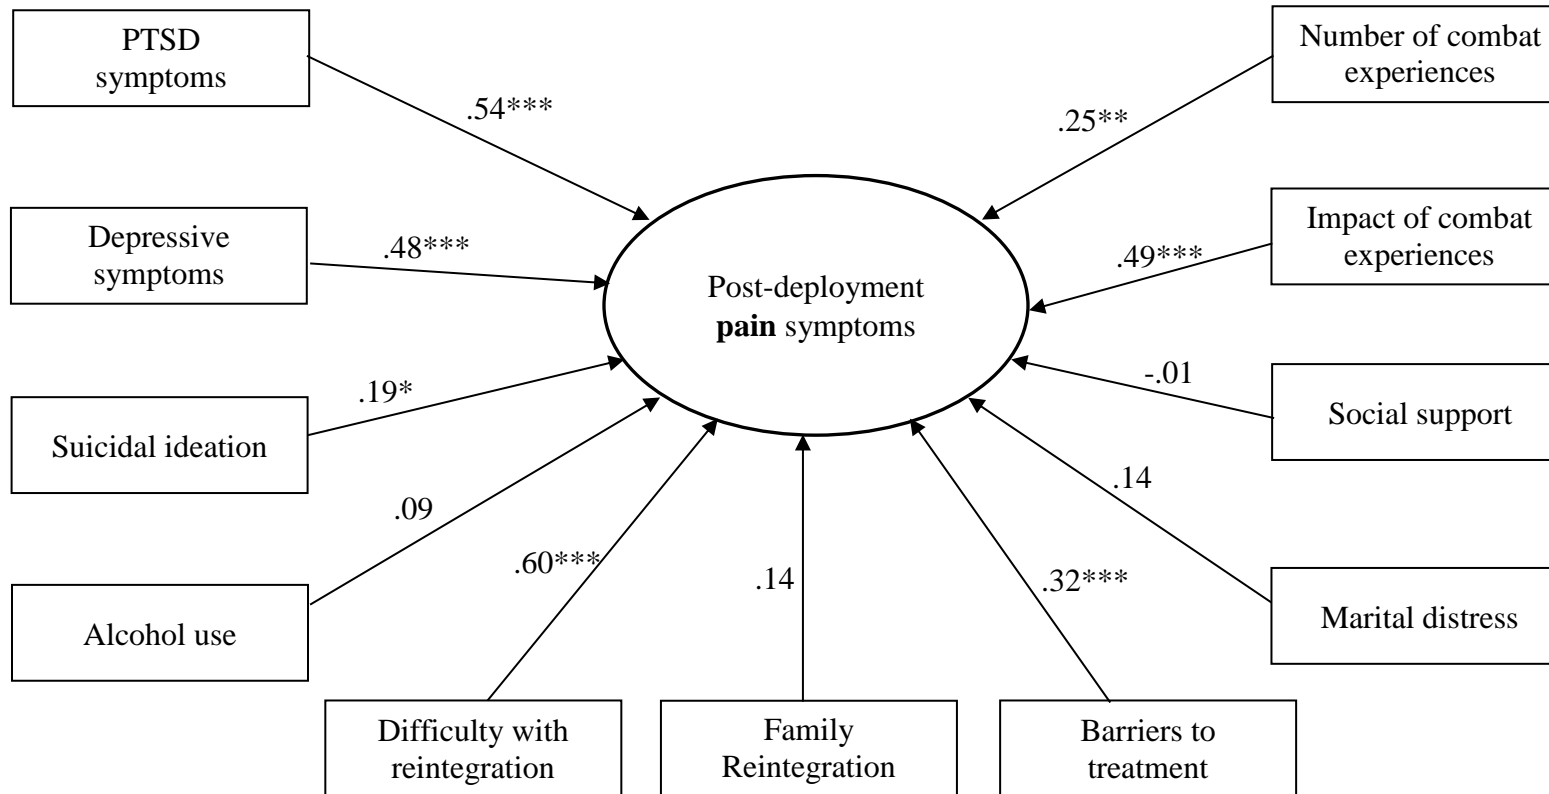 PTSD
symptoms
Number of combat
experiences
.54***
.25**
Depressive
symptoms
Impact of combat
experiences
.48***
.49***
Post-deployment
pain symptoms
Suicidal ideation
.19*
-.01
Social support
.09
.14
Alcohol use
.60***
.14
.32***
Marital distress
Difficulty with
reintegration
Family
Reintegration
Barriers to
treatment